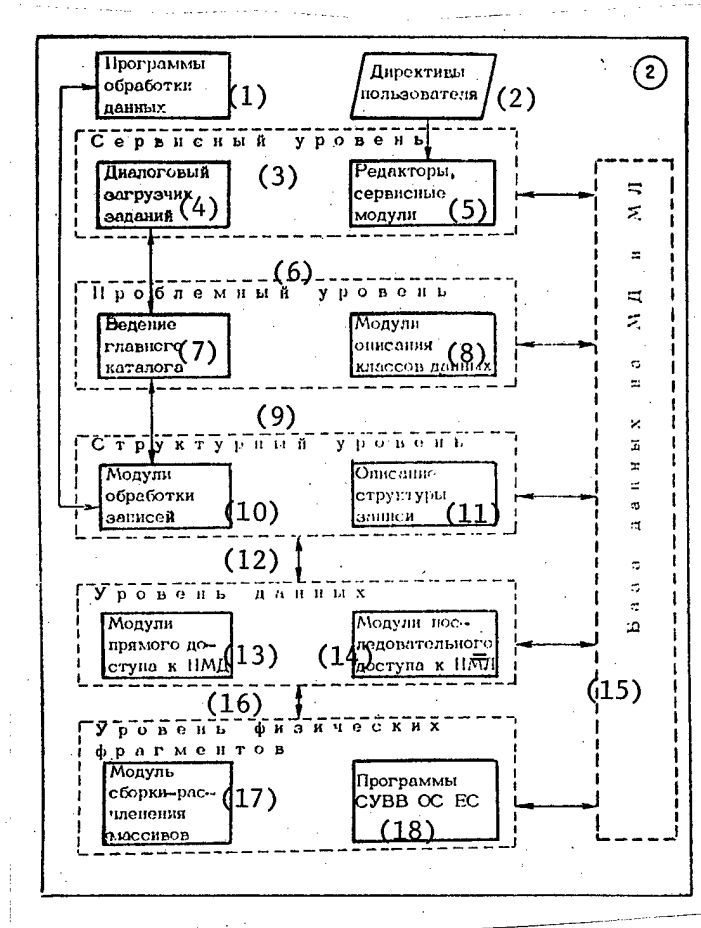 Программы
обработки
данных
(1)
Директивы
пользователя
(2)
2
Сервисный уровень
(3)
Диалоговый
загрузчик
заданий
(4)
Редакторы,
сервисные
модули
(5)
(6)
Проблемный уровень
Ведение
главного
каталога
(7)
Модули
описания
классов данных
(8)
(9)
Структурный уровень
Модули
обработки
записей
(10)
Описание
структуры
записи
(11)
(12)
Уровень данных
Модули
прямого до-
ступа к НМД
(13)
(14)
Модули пос-
ледовательного
доступа к НМЛ
(16)
Уровень физических
фрагментов
Модуль
сборки-рас-
членения
массивов
(17)
Программы
СУВВ ОС ЕС
(18)
База данных на МД и МЛ
(15)